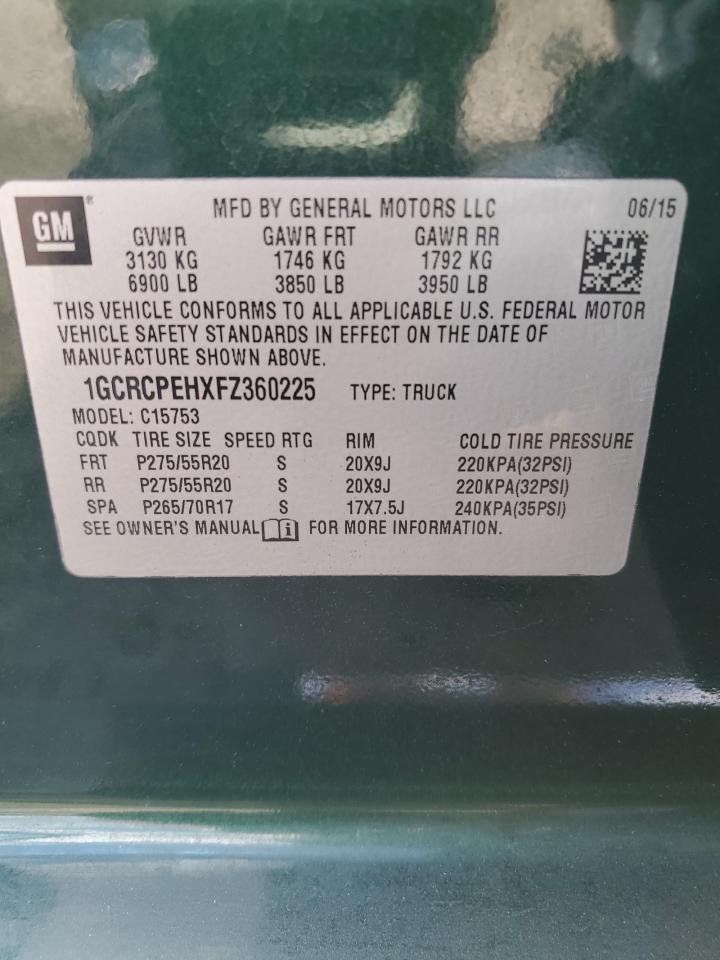 GM® MFD BY GENERAL MOTORS LLC 06/15
GVWR GAWR FRT GAWR RR
3130 KG 1746 KG 1792 KG
6900 LB 3850 LB 3950 LB
THIS VEHICLE CONFORMS TO ALL APPLICABLE U.S. FEDERAL MOTOR
VEHICLE SAFETY STANDARDS IN EFFECT ON THE DATE OF
MANUFACTURE SHOWN ABOVE.
1GCRCPEHXFZ360225 TYPE: TRUCK
MODEL: C15753
CQDK TIRE SIZE SPEED RTG RIM COLD TIRE PRESSURE
FRT P275/55R20 S 20X9J 220KPA(32PSI)
RR P275/55R20 S 20X9J 220KPA(32PSI)
SPA P265/70R17 S 17X7.5J 240KPA(35PSI)
SEE OWNER'S MANUAL i FOR MORE INFORMATION.